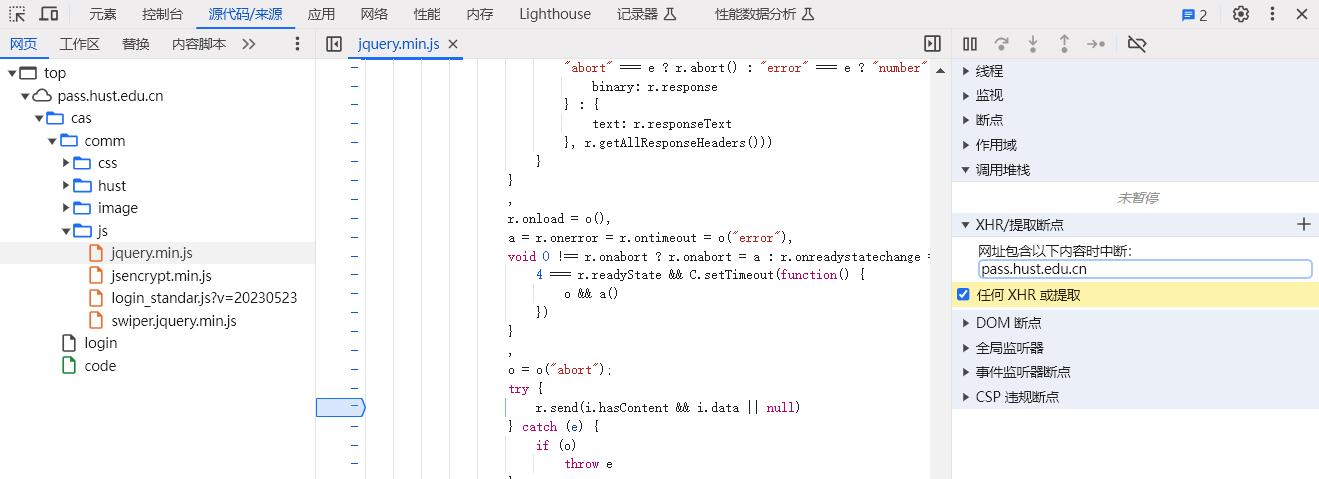 元素 控制台 源代码/来源 应用 网络 性能 内存 Lighthouse 记录器 性能数据分析 2
网页 工作区 替换 内容脚本
jquery.min.js
top
pass.hust.edu.cn
cas
comm
css
hust
image
js
jquery.min.js
jsencrypt.min.js
login_standar.js?v=20230523
swiper.jquery.min.js
login
code
"abort" === e ? r.abort() : "error" === e ? "number"
binary: r.response
} : {
text: r.responseText
}, r.getAllResponseHeaders()))
}
}
,
r.onload = o(),
a = r.onerror = r.ontimeout = o("error"),
void 0 !== r.onabort ? r.onabort = a : r.onreadystatechange =
4 === r.readyState && C.setTimeout(function() {
o && a()
})
}
,
o = o("abort");
try {
r.send(i.hasContent && i.data || null)
} catch (e) {
if (o)
throw e
线程
监视
断点
作用域
调用堆栈
未暂停
XHR/提取断点
网址包含以下内容时中断:
pass.hust.edu.cn
任何 XHR 或提取
DOM 断点
全局监听器
事件监听器断点
CSP 违规断点